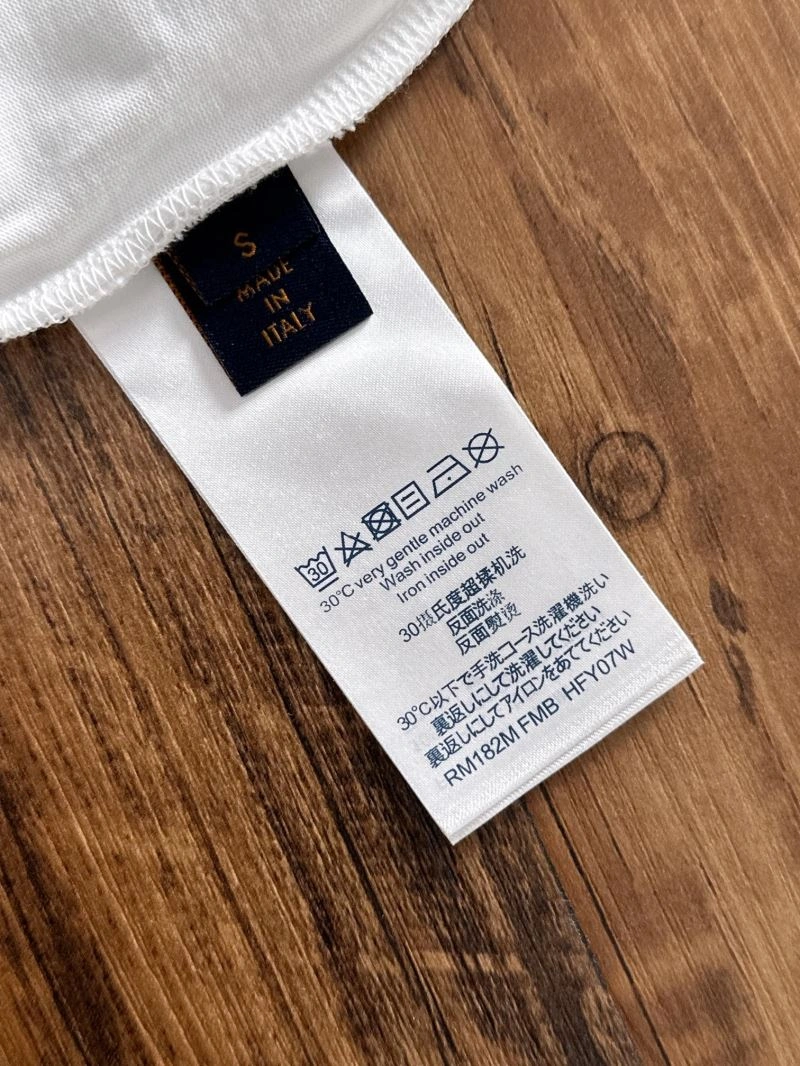 S
MADE
IN
ITALY
30
30°C very gentle machine wash
Wash inside out
Iron inside out
30摄氏度超揉机洗
反面洗涤
反面熨烫
30°C以下で手洗コース洗濯機洗い
裏返しにして洗濯してください
裏返しにしてアイロンをあててください
RM182M FMB HFY07W